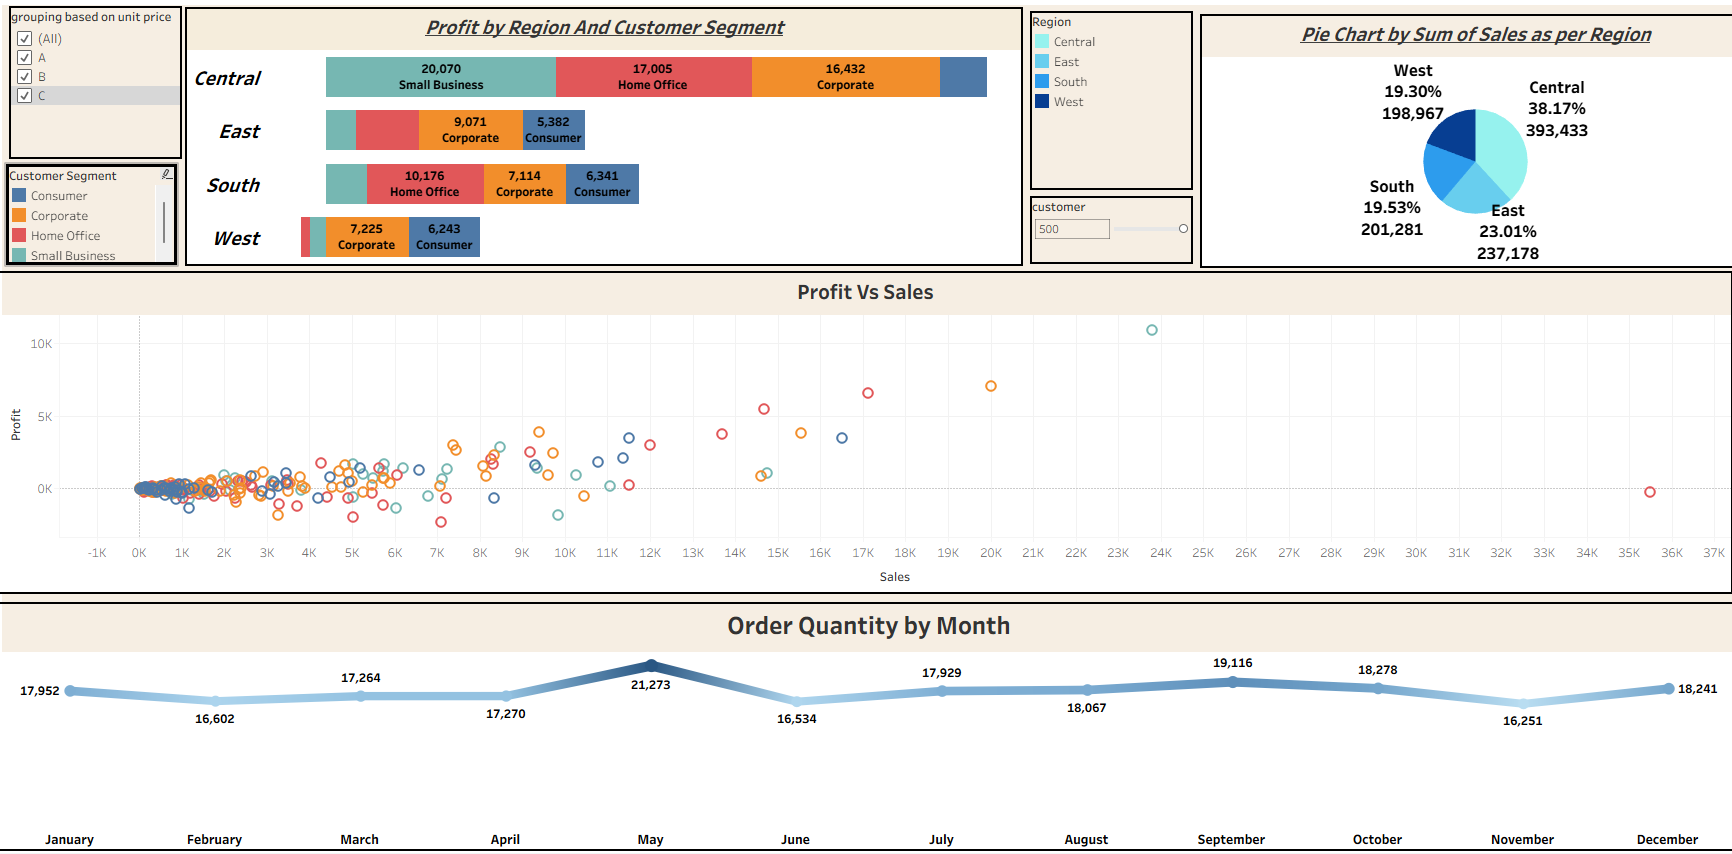 grouping based on unit price
(All)
A
B
C
Customer Segment
Consumer
Corporate
Home Office
Small Business
Profit by Region And Customer Segment
Central
20,070
Small Business
17,005
Home Office
16,432
Corporate
East
9,071
Corporate
5,382
Consumer
South
10,176
Home Office
7,114
Corporate
6,341
Consumer
West
7,225
Corporate
6,243
Consumer
Region
Central
East
South
West
customer
500
Pie Chart by Sum of Sales as per Region
West
19.30%
198,967
Central
38.17%
393,433
South
19.53%
201,281
East
23.01%
237,178
Profit Vs Sales
Profit
10K
5K
0K
-1K 0K 1K 2K 3K 4K 5K 6K 7K 8K 9K 10K 11K 12K 13K 14K 15K 16K 17K 18K 19K 20K 21K 22K 23K 24K 25K 26K 27K 28K 29K 30K 31K 32K 33K 34K 35K 36K 37K
Sales
Order Quantity by Month
17,952
16,602
17,264
17,270
21,273
16,534
17,929
18,067
19,116
18,278
16,251
18,241
January February March April May June July August September October November December